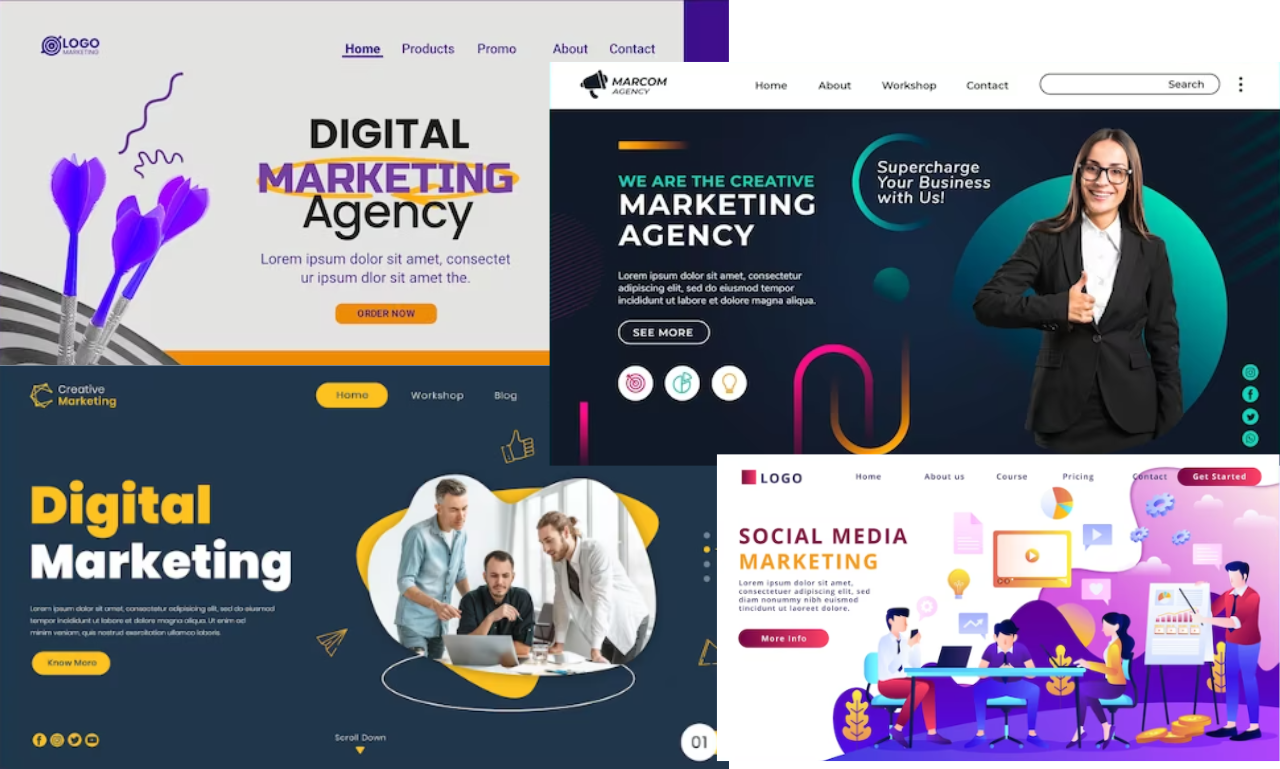 LOGO
MARKETING
Home Products Promo About Contact
DIGITAL
MARKETING
Agency
Lorem ipsum dolor sit amet, consectet
ur ipsum dlor sit amet the.
ORDER NOW
MARCOM
AGENCY
Home About Workshop Contact Search
WE ARE THE CREATIVE
MARKETING
AGENCY
Supercharge
Your Business
with Us!
Lorem ipsum dolor sit amet, consectetur
adipiscing elit, sed do eiusmod tempor
incididunt ut labore et dolore magna aliqua.
SEE MORE
Creative
Marketing
Home Workshop Blog
Digital
Marketing
Lorem ipsum dolor sit amet, consectetur adipisicing elit, sed do eiusmod
tempor incididunt ut labore et dolore magna aliqua. Ut enim ad
minim veniam, quis nostrud exercitation ullamco laboris.
Know More
Scroll Down
01
LOGO
Home About us Course Pricing Contact Get Started
SOCIAL MEDIA
MARKETING
Lorem ipsum dolor sit amet,
consectetuer adipiscing elit, sed
diam nonummy nibh euismod
tincidunt ut laoreet dolore.
More Info